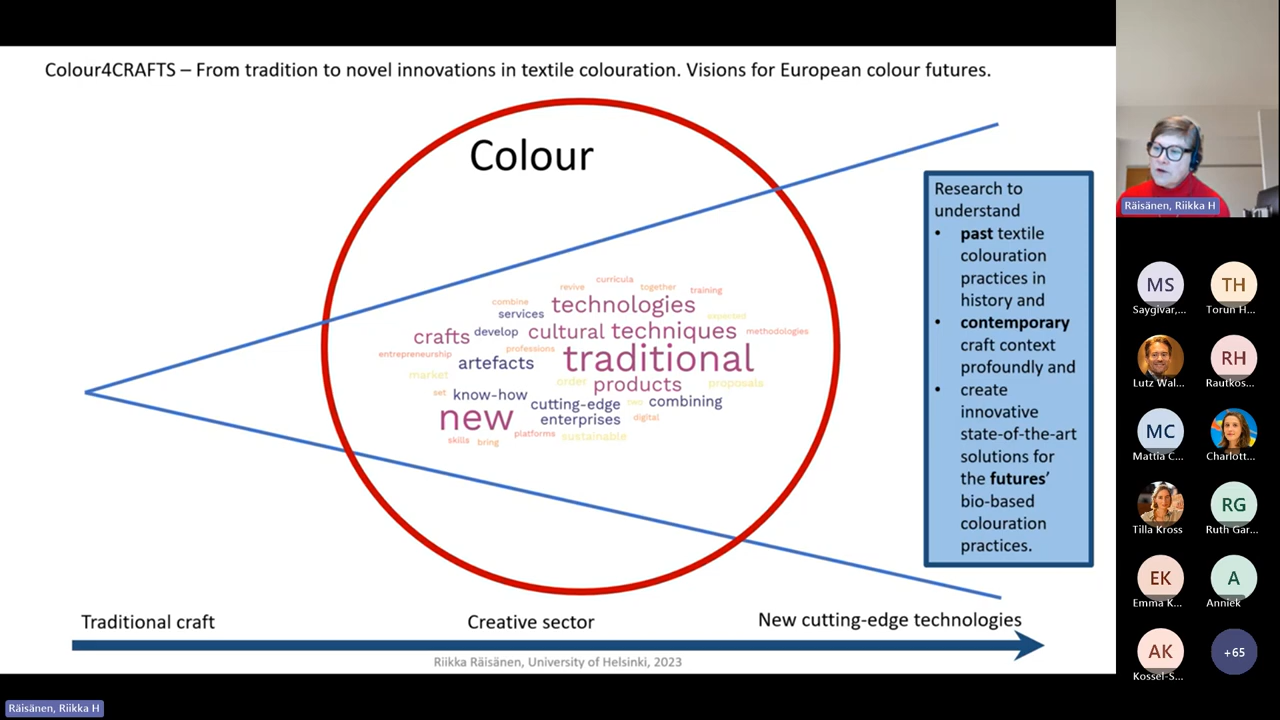 Colour4CRAFTS – From tradition to novel innovations in textile colouration. Visions for European colour futures.
Colour
curricula
revive
together
training
combine
technologies
services
expected
crafts
develop
cultural techniques
methodologies
professions
entrepreneurship
traditional
artefacts
market
order
products
proposals
set
know-how
cutting-edge
two
combining
new
enterprises
digital
skills
bring
platforms
sustainable
Research to
understand
• past textile
colouration
practices in
history and
• contemporary
craft context
profoundly and
• create
innovative
state-of-the-art
solutions for
the futures’
bio-based
colouration
practices.
Traditional craft
Creative sector
New cutting-edge technologies
Riikka Räisänen, University of Helsinki, 2023
Räisänen, Riikka H
MS
TH
Saygivar,...
Torun H...
RH
Lutz Wal...
Rautkos...
MC
Mattia C...
Charlott...
RG
Tilla Kross
Ruth Gar...
EK
A
Emma K...
Anniek
AK
+65
Kossel-S...
Räisänen, Riikka H